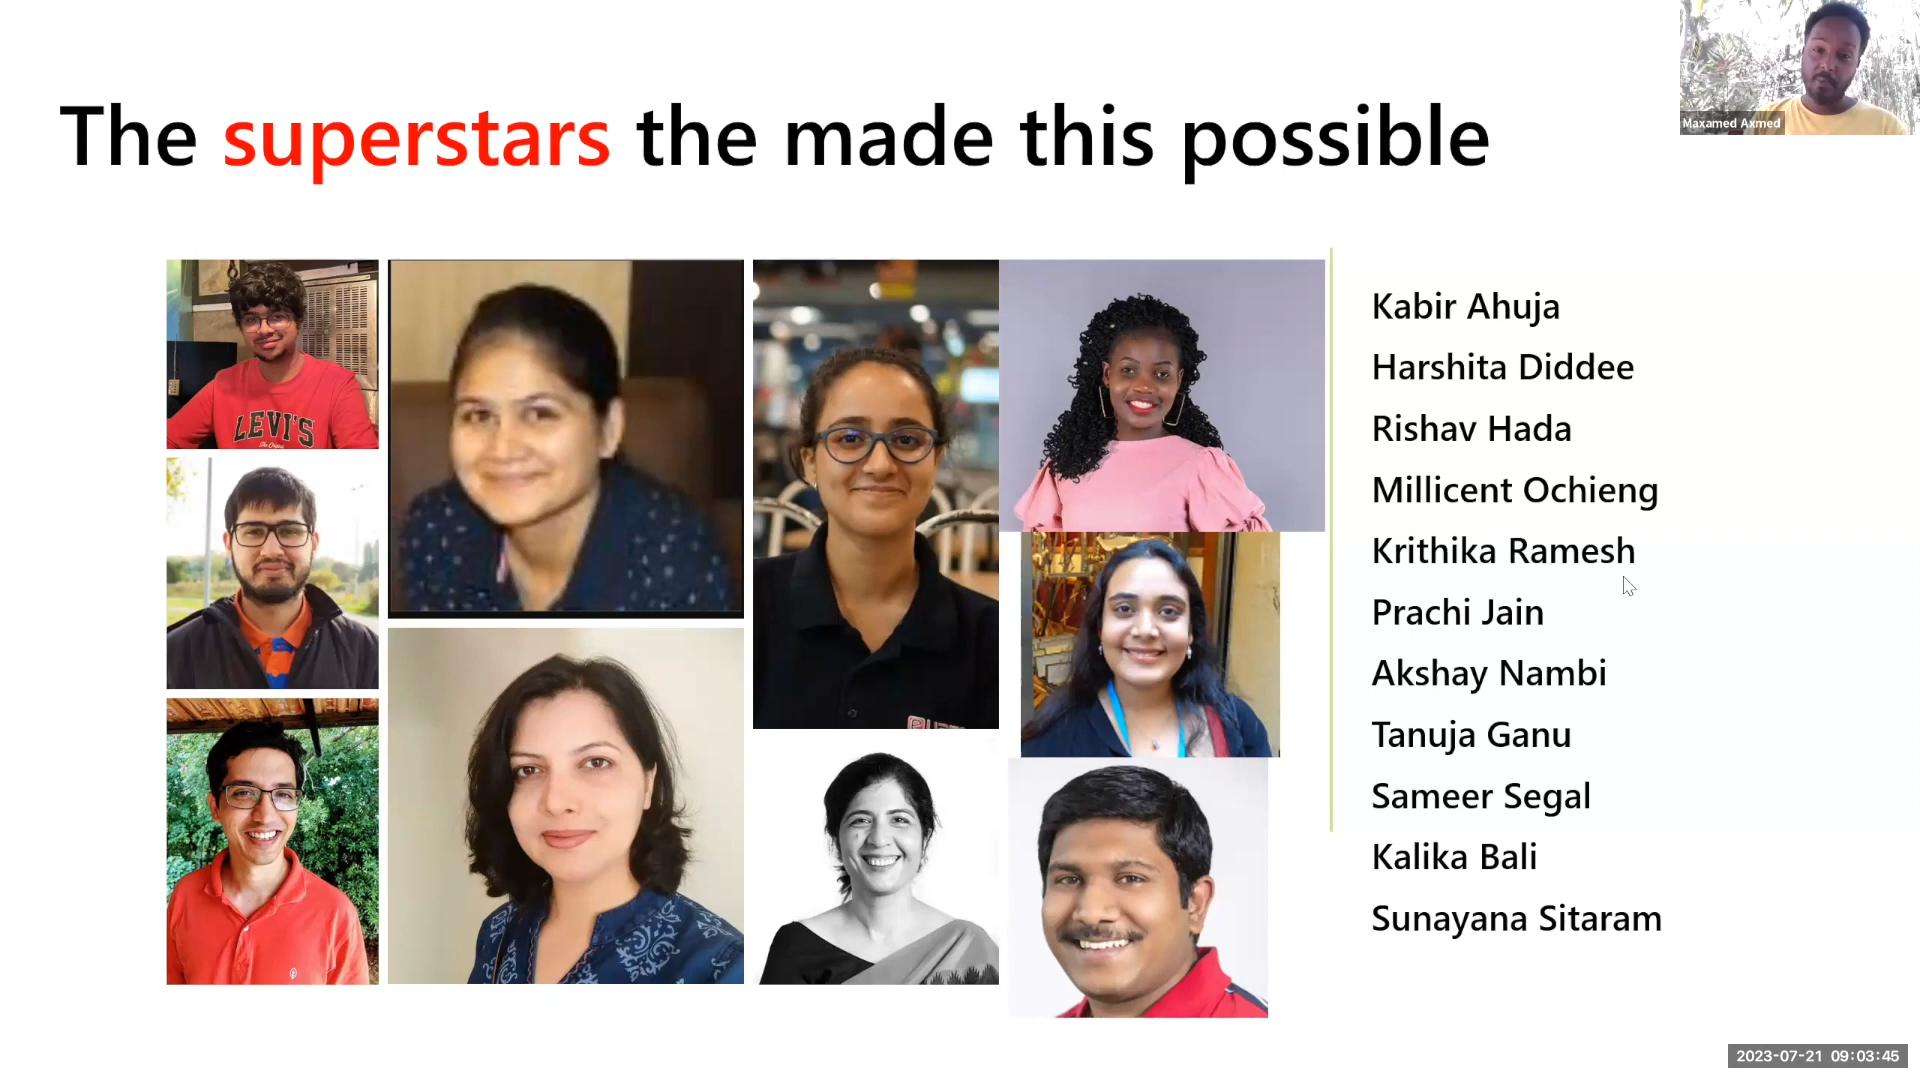 The superstars the made this possible
Maxamed Axmed
LEVI'S
Kabir Ahuja
Harshita Diddee
Rishav Hada
Millicent Ochieng
Krithika Ramesh
Prachi Jain
Akshay Nambi
Tanuja Ganu
Sameer Segal
Kalika Bali
Sunayana Sitaram
2023-07-21 09:03:45